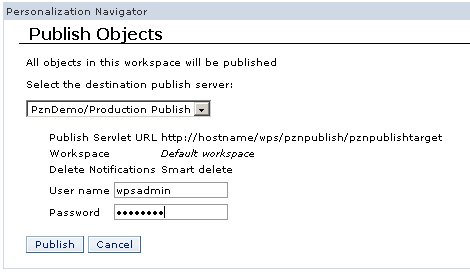 Personalization Navigator
Publish Objects
All objects in this workspace will be published
Select the destination publish server:
PznDemo/Production Publish
Publish Servlet URL http://hostname/wps/pznpublish/pznpublishtarget
Workspace Default workspace
Delete Notifications Smart delete
User name wpsadmin
Password ••••••••
Publish Cancel